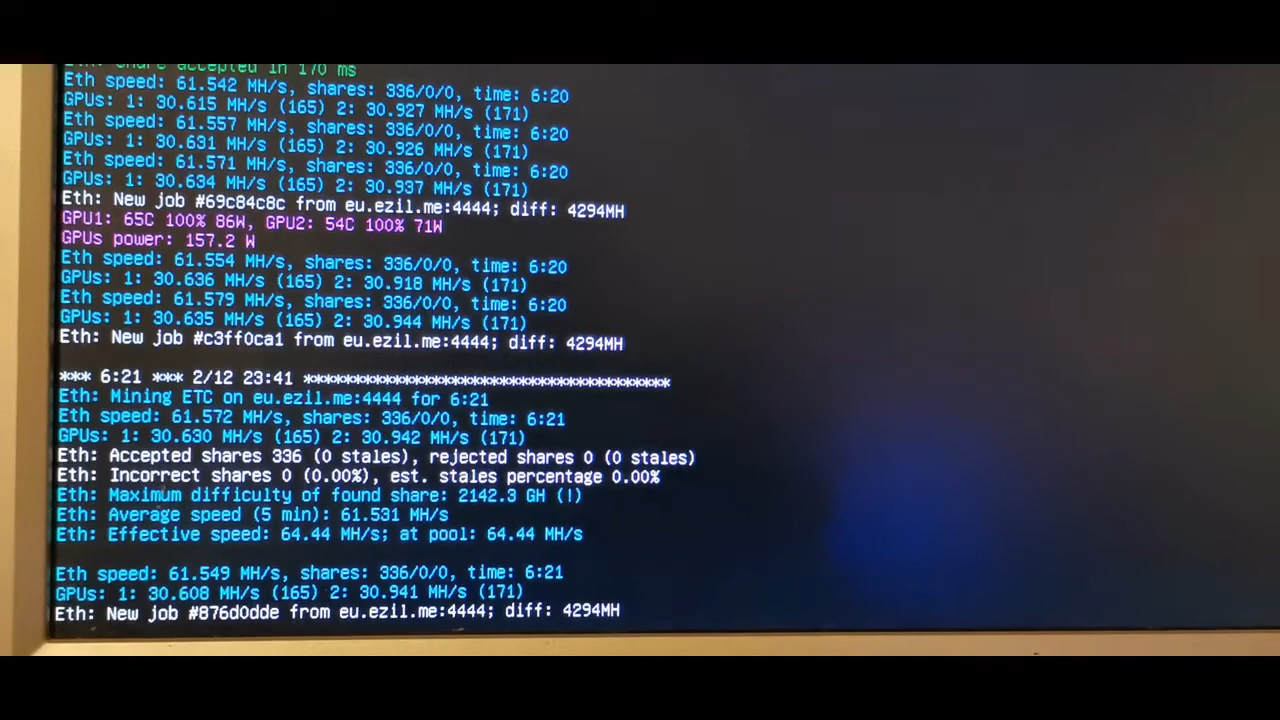 Eth: Share accepted in 170 ms
Eth speed: 61.542 MH/s, shares: 336/0/0, time: 6:20
GPUs: 1: 30.615 MH/s (165) 2: 30.927 MH/s (171)
Eth speed: 61.557 MH/s, shares: 336/0/0, time: 6:20
GPUs: 1: 30.631 MH/s (165) 2: 30.926 MH/s (171)
Eth speed: 61.571 MH/s, shares: 336/0/0, time: 6:20
GPUs: 1: 30.634 MH/s (165) 2: 30.937 MH/s (171)
Eth: New job #69c84c8c from eu.ezil.me:4444; diff: 4294MH
GPU1: 65C 100% 86W, GPU2: 54C 100% 71W
GPUs power: 157.2 W
Eth speed: 61.554 MH/s, shares: 336/0/0, time: 6:20
GPUs: 1: 30.636 MH/s (165) 2: 30.918 MH/s (171)
Eth speed: 61.579 MH/s, shares: 336/0/0, time: 6:20
GPUs: 1: 30.635 MH/s (165) 2: 30.944 MH/s (171)
Eth: New job #c3ff0ca1 from eu.ezil.me:4444; diff: 4294MH
*** 6:21 *** 2/12 23:41 *******************************************
Eth: Mining ETC on eu.ezil.me:4444 for 6:21
Eth speed: 61.572 MH/s, shares: 336/0/0, time: 6:21
GPUs: 1: 30.630 MH/s (165) 2: 30.942 MH/s (171)
Eth: Accepted shares 336 (0 stales), rejected shares 0 (0 stales)
Eth: Incorrect shares 0 (0.00%), est. stales percentage 0.00%
Eth: Maximum difficulty of found share: 2142.3 GH (!)
Eth: Average speed (5 min): 61.531 MH/s
Eth: Effective speed: 64.44 MH/s; at pool: 64.44 MH/s
Eth speed: 61.549 MH/s, shares: 336/0/0, time: 6:21
GPUs: 1: 30.608 MH/s (165) 2: 30.941 MH/s (171)
Eth: New job #876d0dde from eu.ezil.me:4444; diff: 4294MH